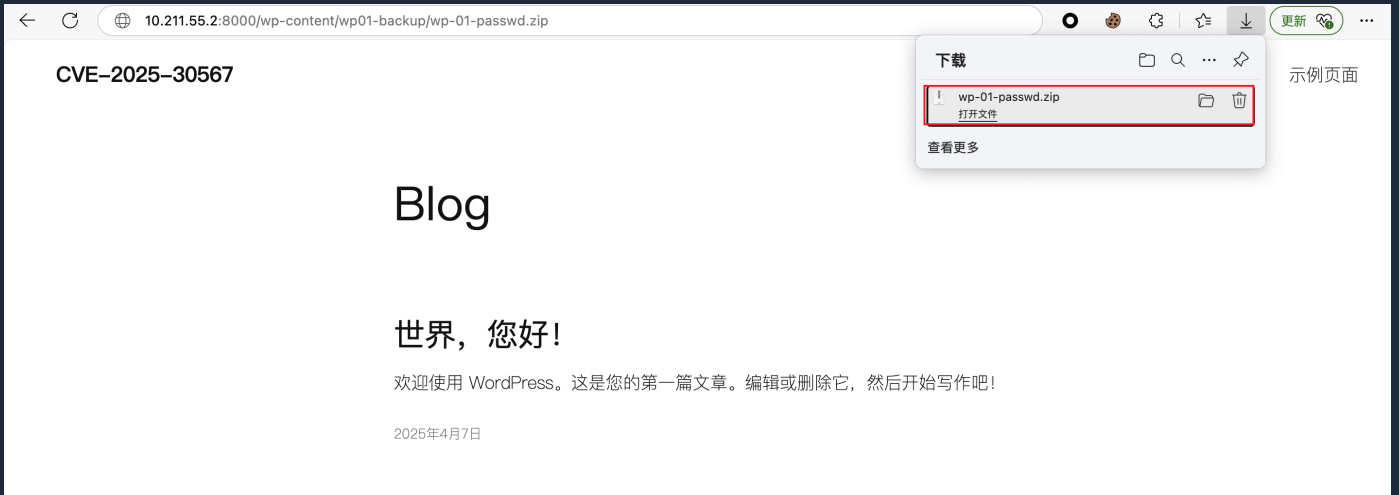 10.211.55.2:8000/wp-content/wp01-backup/wp-01-passwd.zip
更新
下载
wp-01-passwd.zip
打开文件
查看更多
CVE-2025-30567
示例页面
Blog
世界，您好！
欢迎使用 WordPress。这是您的第一篇文章。编辑或删除它，然后开始写作吧！
2025年4月7日